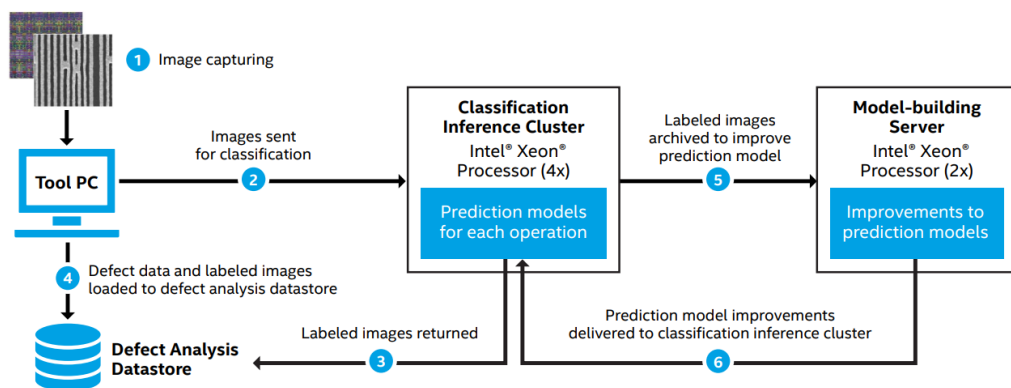 1 Image capturing
Tool PC
Images sent
for classification
2
Classification
Inference Cluster
Intel® Xeon®
Processor (4x)
Prediction models
for each operation
Labeled images
archived to improve
prediction model
5
Model-building
Server
Intel® Xeon®
Processor (2x)
Improvements to
prediction models
4 Defect data and labeled images
loaded to defect analysis datastore
Defect Analysis
Datastore
Labeled images returned
3
Prediction model improvements
delivered to classification inference cluster
6